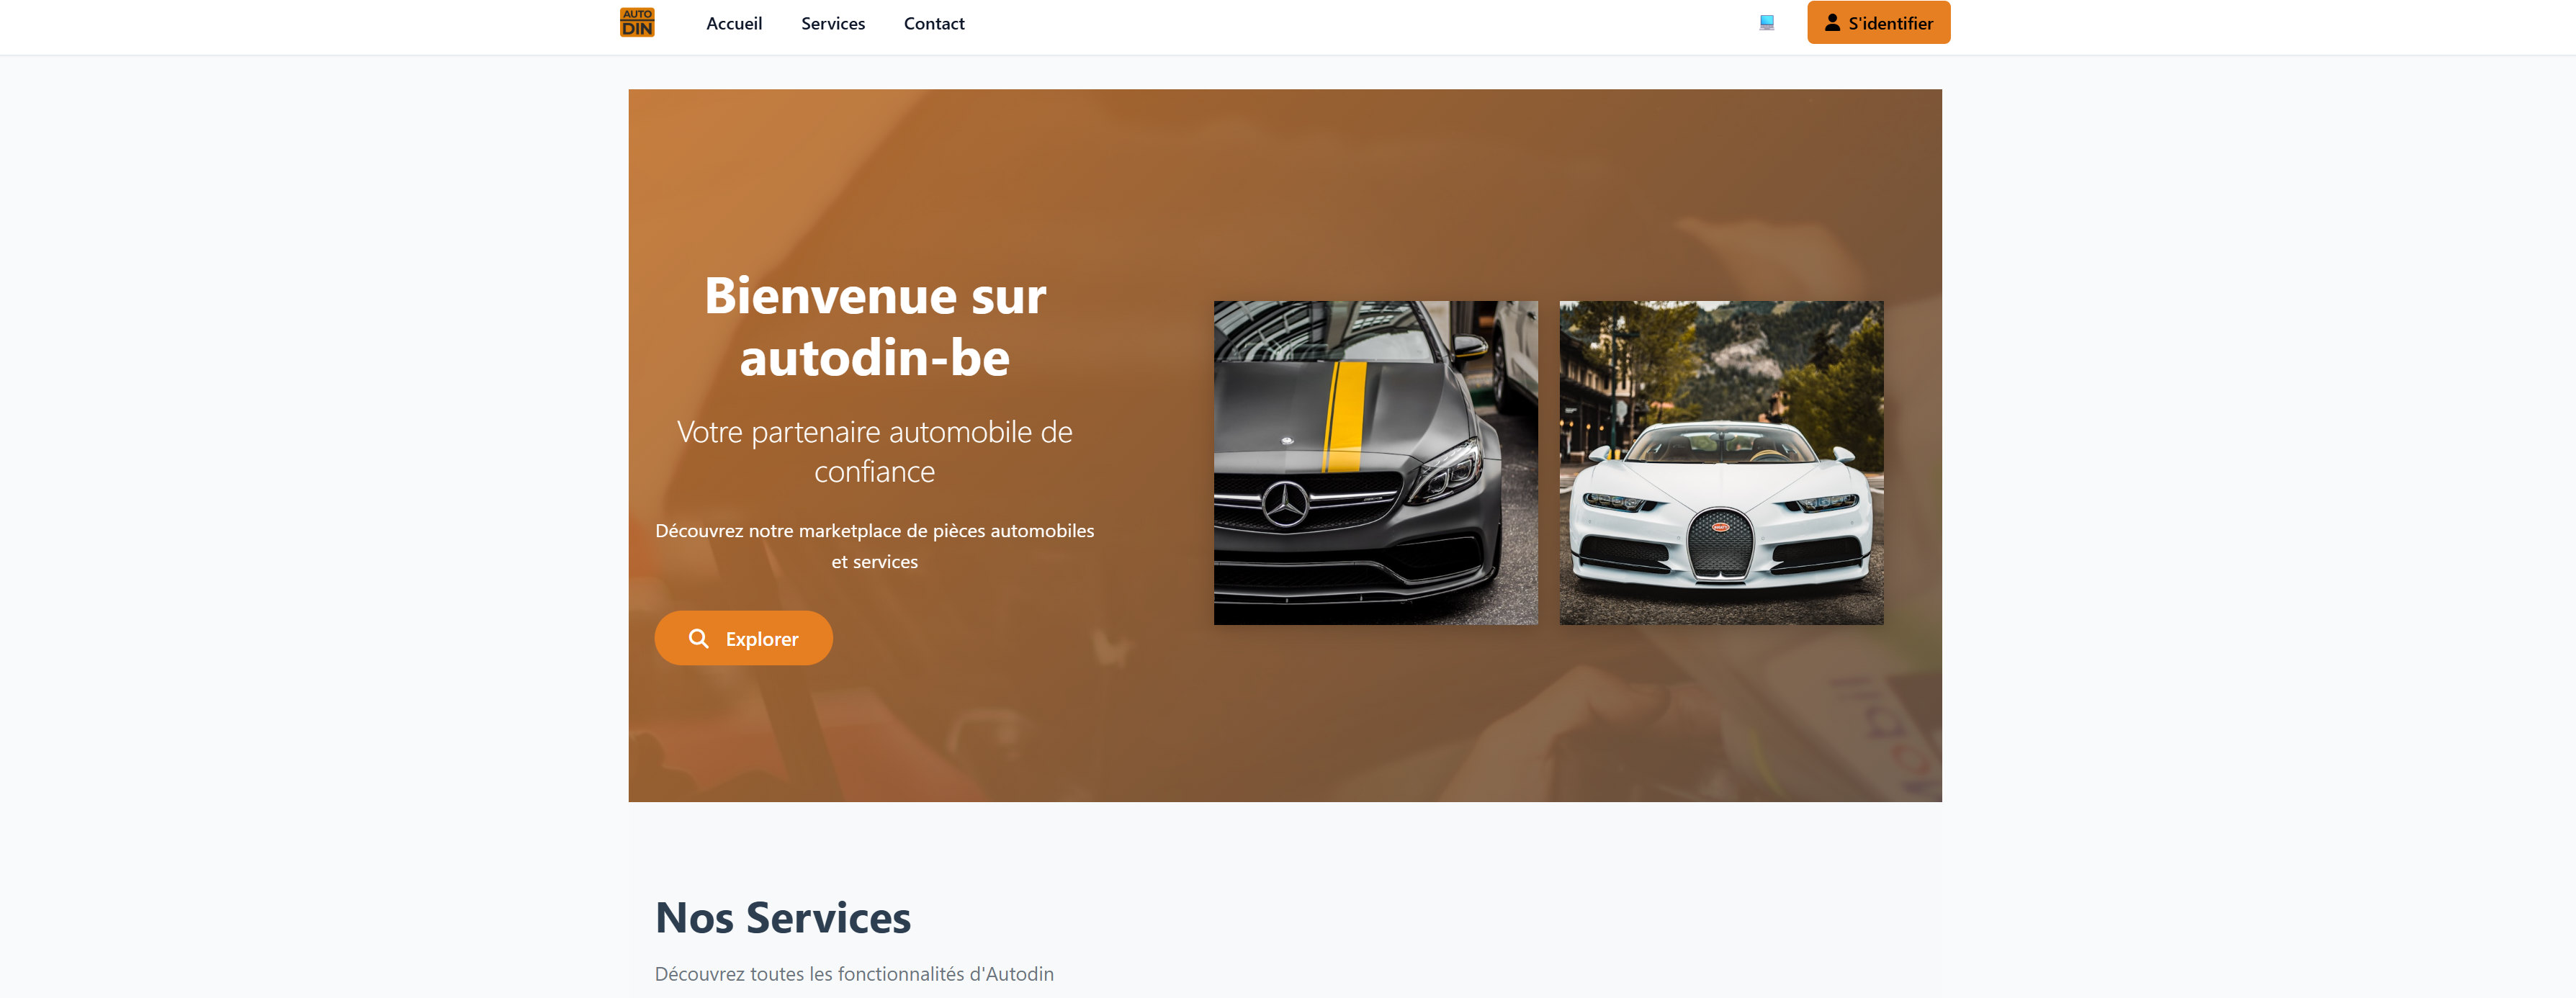 AUTO
DIN
Accueil
Services
Contact
S'identifier
Bienvenue sur
autodin-be
Votre partenaire automobile de
confiance
Découvrez notre marketplace de pièces automobiles
et services
Explorer
Nos Services
Découvrez toutes les fonctionnalités d'Autodin